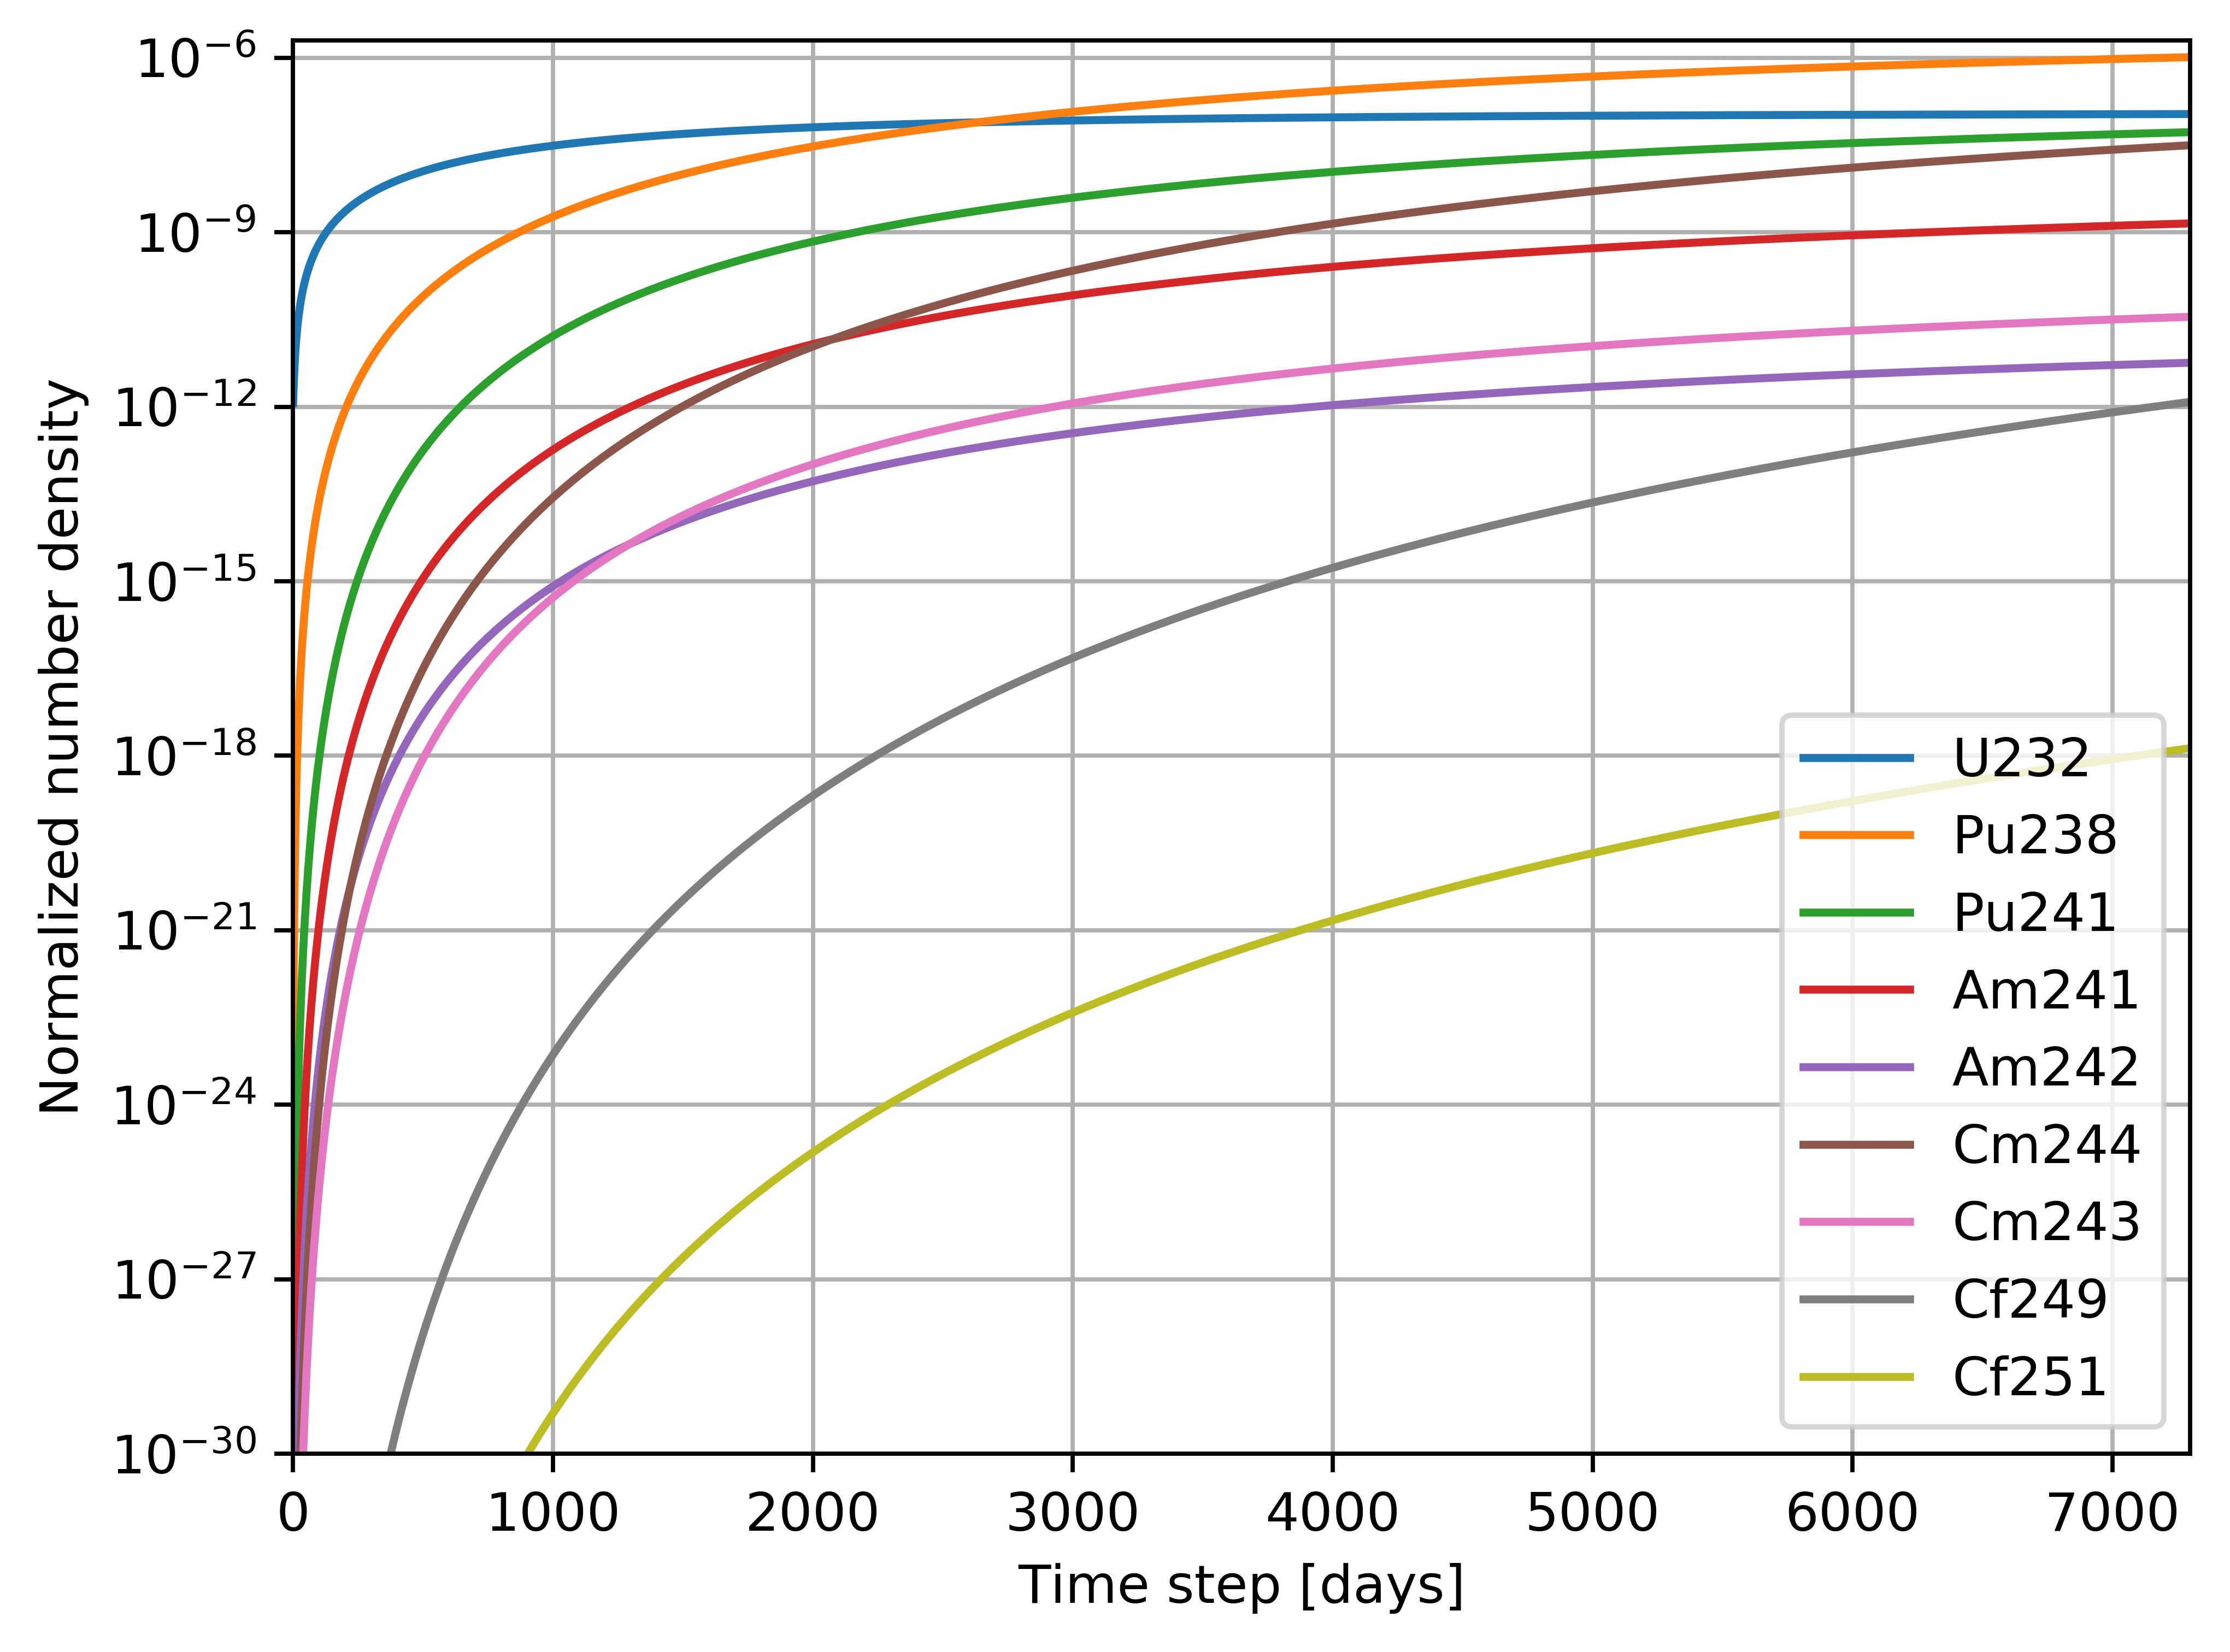 Normalized number density
10⁻⁶
10⁻⁹
10⁻¹²
10⁻¹⁵
10⁻¹⁸
10⁻²¹
10⁻²⁴
10⁻²⁷
10⁻³⁰
U232
Pu238
Pu241
Am241
Am242
Cm244
Cm243
Cf249
Cf251
0 1000 2000 3000 4000 5000 6000 7000
Time step [days]